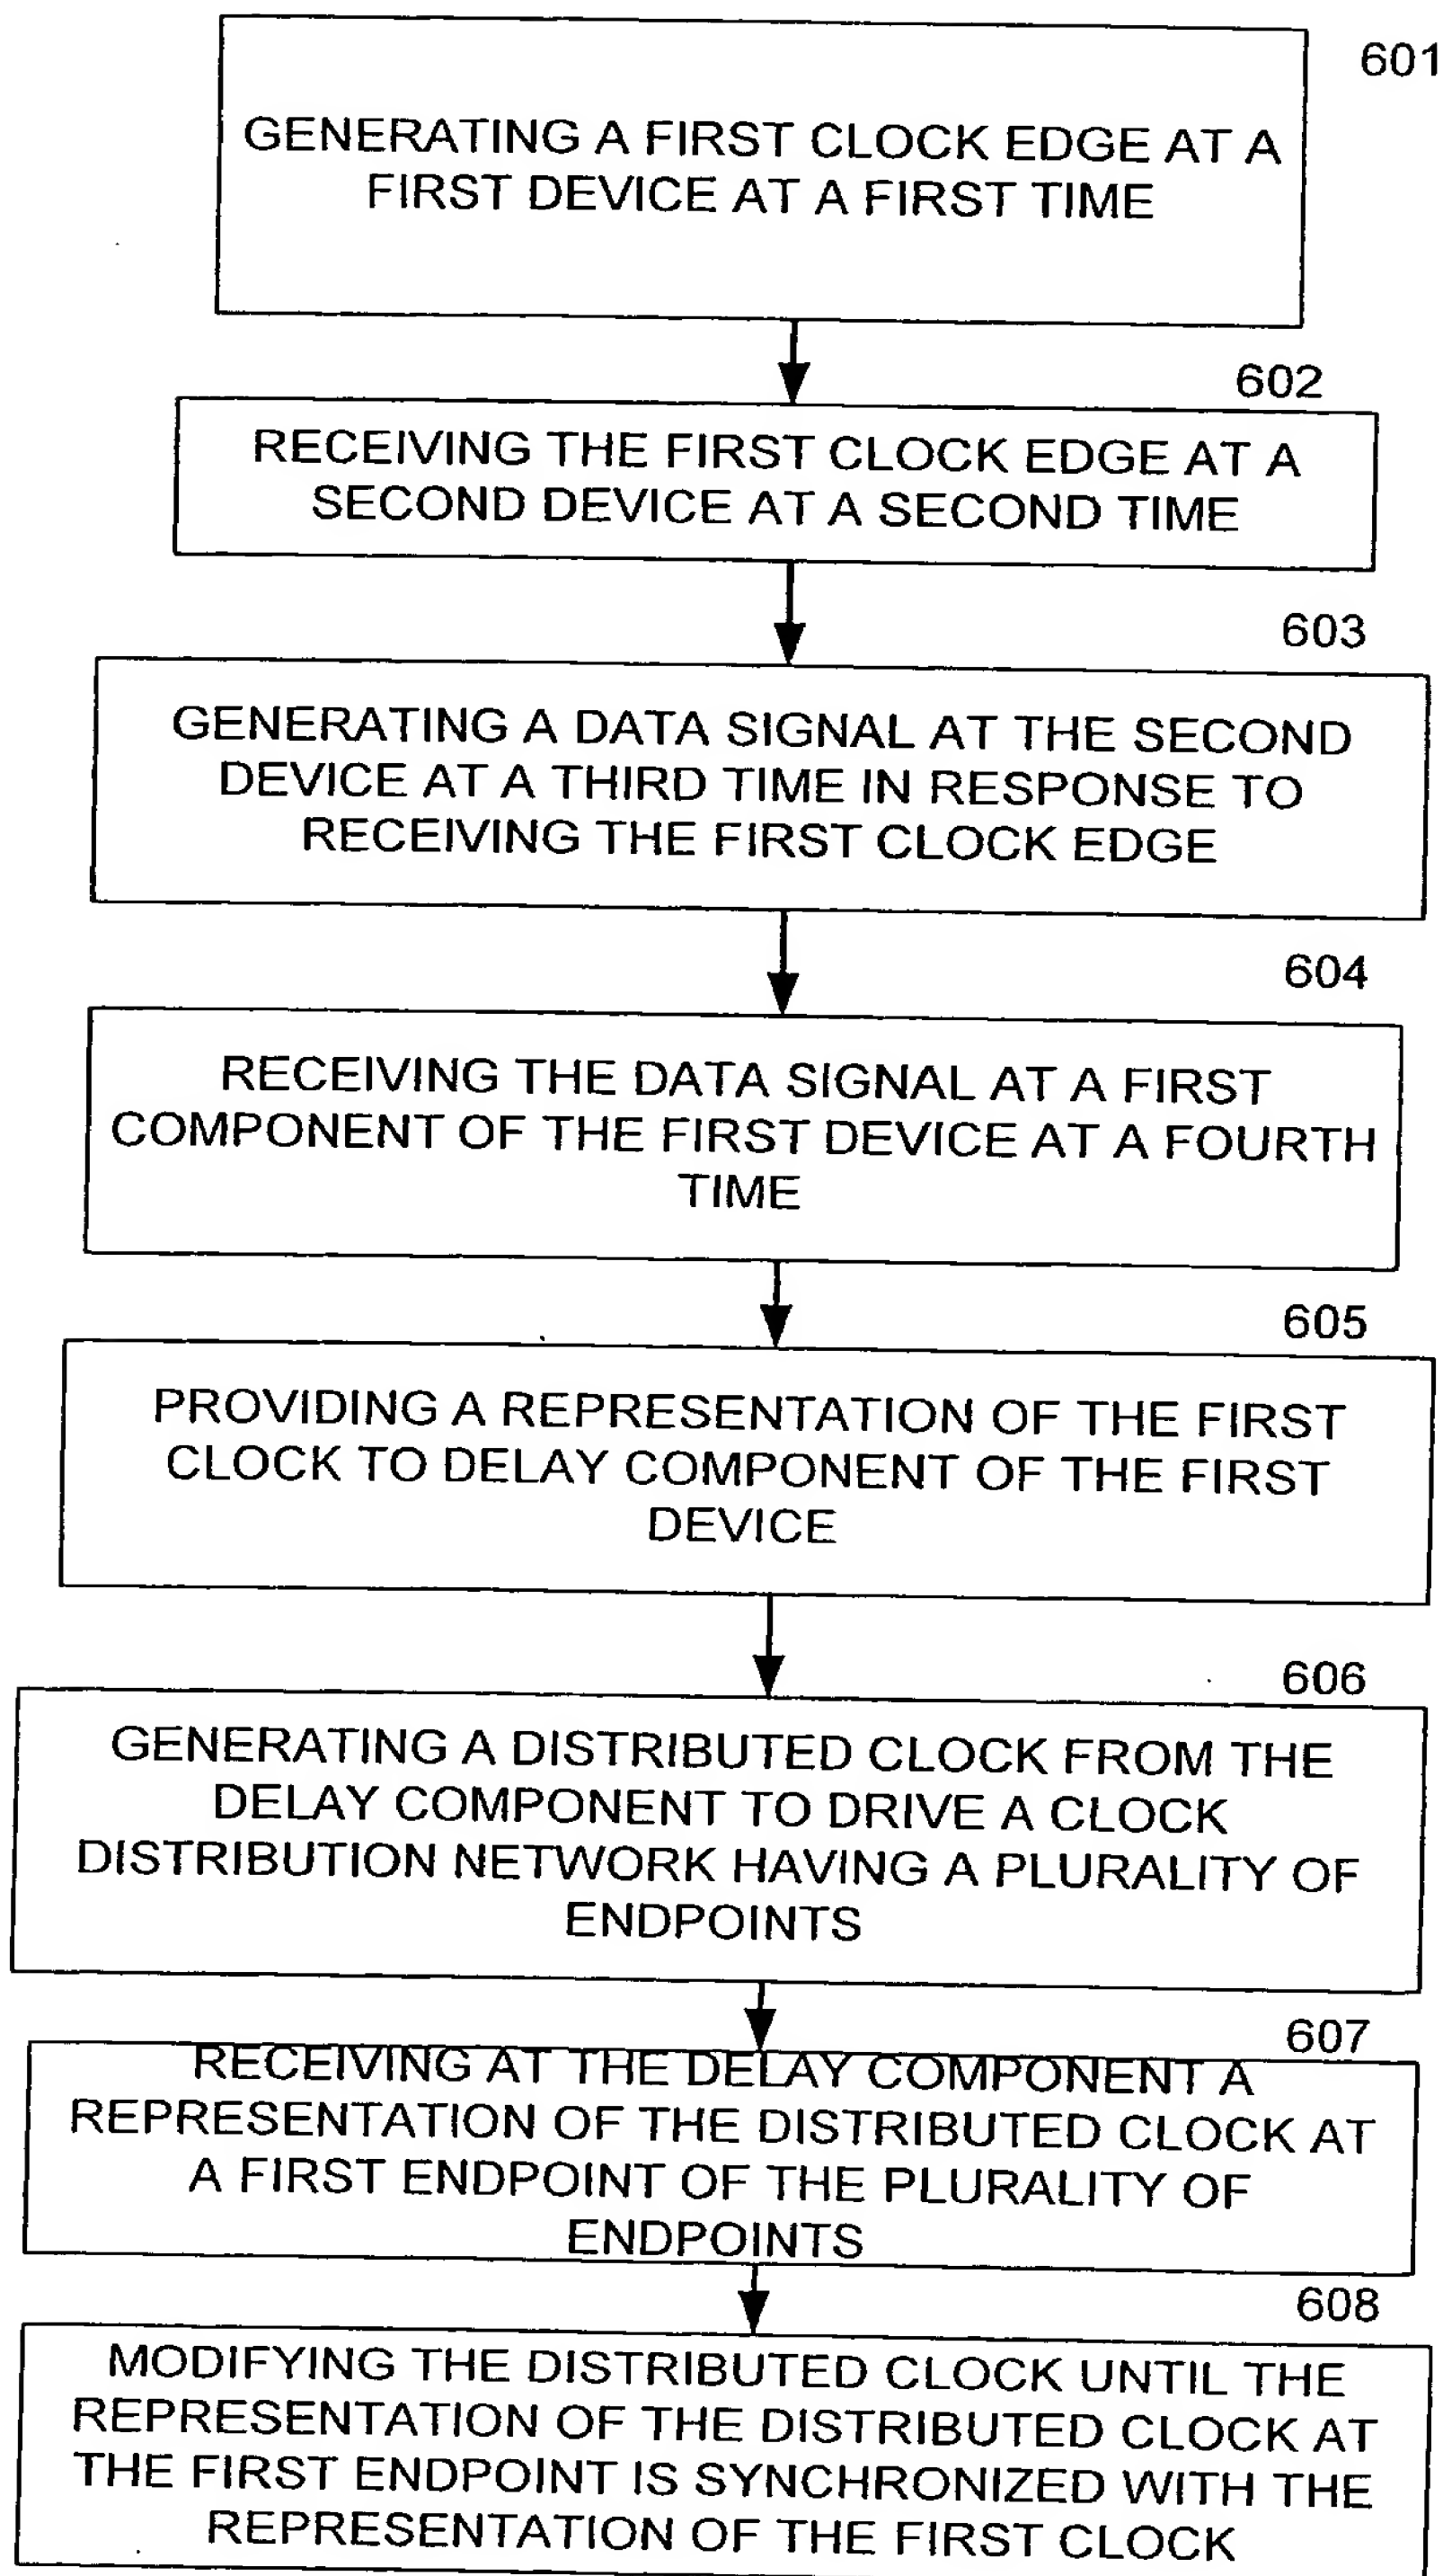 601
GENERATING A FIRST CLOCK EDGE AT A
FIRST DEVICE AT A FIRST TIME
602
RECEIVING THE FIRST CLOCK EDGE AT A
SECOND DEVICE AT A SECOND TIME
603
GENERATING A DATA SIGNAL AT THE SECOND
DEVICE AT A THIRD TIME IN RESPONSE TO
RECEIVING THE FIRST CLOCK EDGE
604
RECEIVING THE DATA SIGNAL AT A FIRST
COMPONENT OF THE FIRST DEVICE AT A FOURTH
TIME
605
PROVIDING A REPRESENTATION OF THE FIRST
CLOCK TO DELAY COMPONENT OF THE FIRST
DEVICE
606
GENERATING A DISTRIBUTED CLOCK FROM THE
DELAY COMPONENT TO DRIVE A CLOCK
DISTRIBUTION NETWORK HAVING A PLURALITY OF
ENDPOINTS
607
RECEIVING AT THE DELAY COMPONENT A
REPRESENTATION OF THE DISTRIBUTED CLOCK AT
A FIRST ENDPOINT OF THE PLURALITY OF
ENDPOINTS
608
MODIFYING THE DISTRIBUTED CLOCK UNTIL THE
REPRESENTATION OF THE DISTRIBUTED CLOCK AT
THE FIRST ENDPOINT IS SYNCHRONIZED WITH THE
REPRESENTATION OF THE FIRST CLOCK